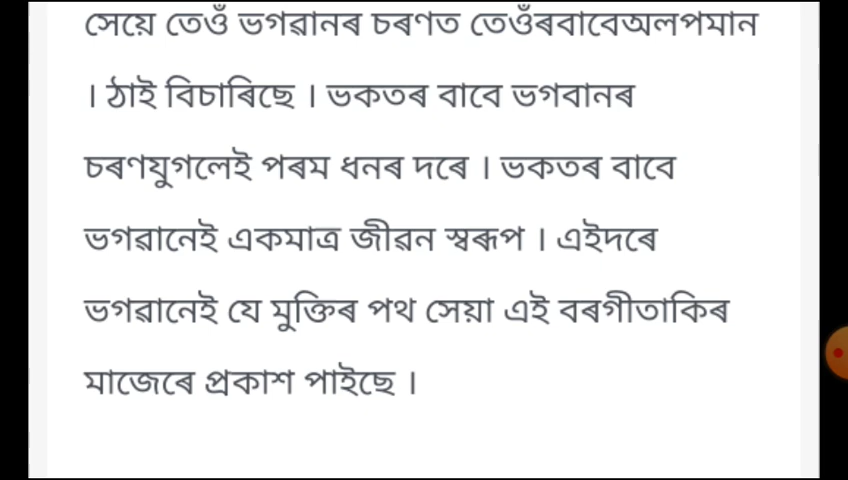 সেয়ে তেওঁ ভগৱানৰ চৰণত তেওঁৰবাবেঅলপমান
। ঠাই বিচাৰিছে । ভকতৰ বাবে ভগবানৰ
চৰণযুগলেই পৰম ধনৰ দৰে । ভকতৰ বাবে
ভগৱানেই একমাত্ৰ জীৱন স্বৰূপ । এইদৰে
ভগৱানেই যে মুক্তিৰ পথ সেয়া এই বৰগীতাকিৰ
মাজেৰে প্ৰকাশ পাইছে ।